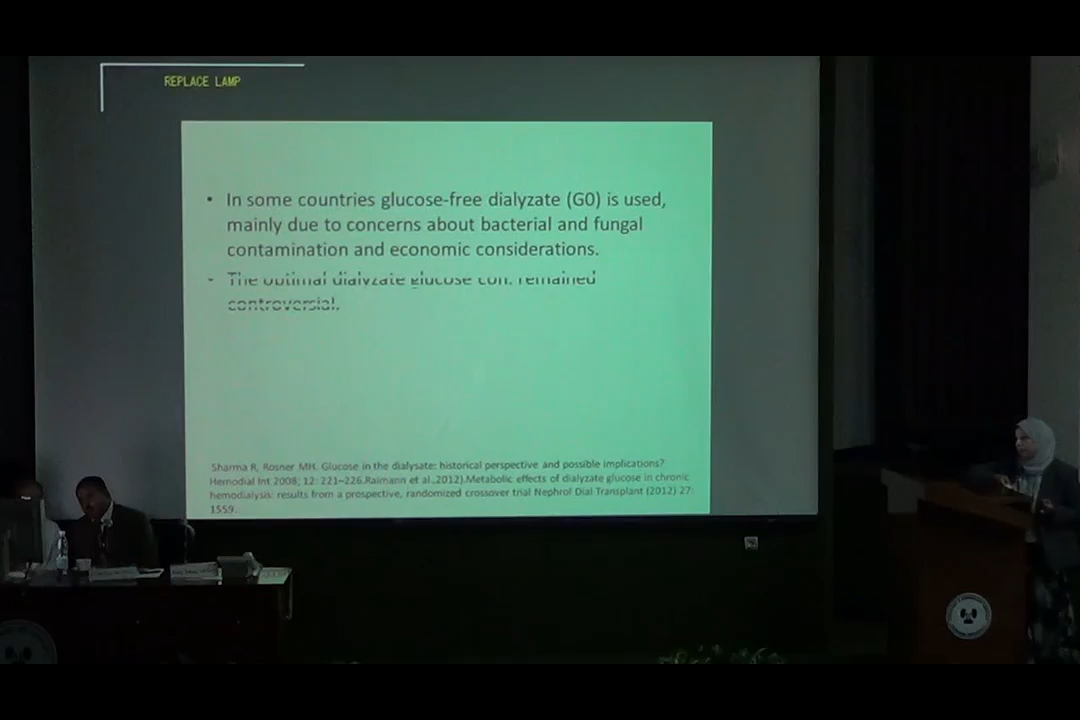 REPLACE LAMP
• In some countries glucose-free dialyzate (G0) is used,
mainly due to concerns about bacterial and fungal
contamination and economic considerations.
• The optimal dialyzate glucose con. remained
controversial.
Sharma R, Rosner MH. Glucose in the dialysate: historical perspective and possible implications?
Hemodial Int 2008; 12: 221–226.Raimann et al.,2012).Metabolic effects of dialyzate glucose in chronic
hemodialysis: results from a prospective, randomized crossover trial Nephrol Dial Transplant (2012) 27:
1559.